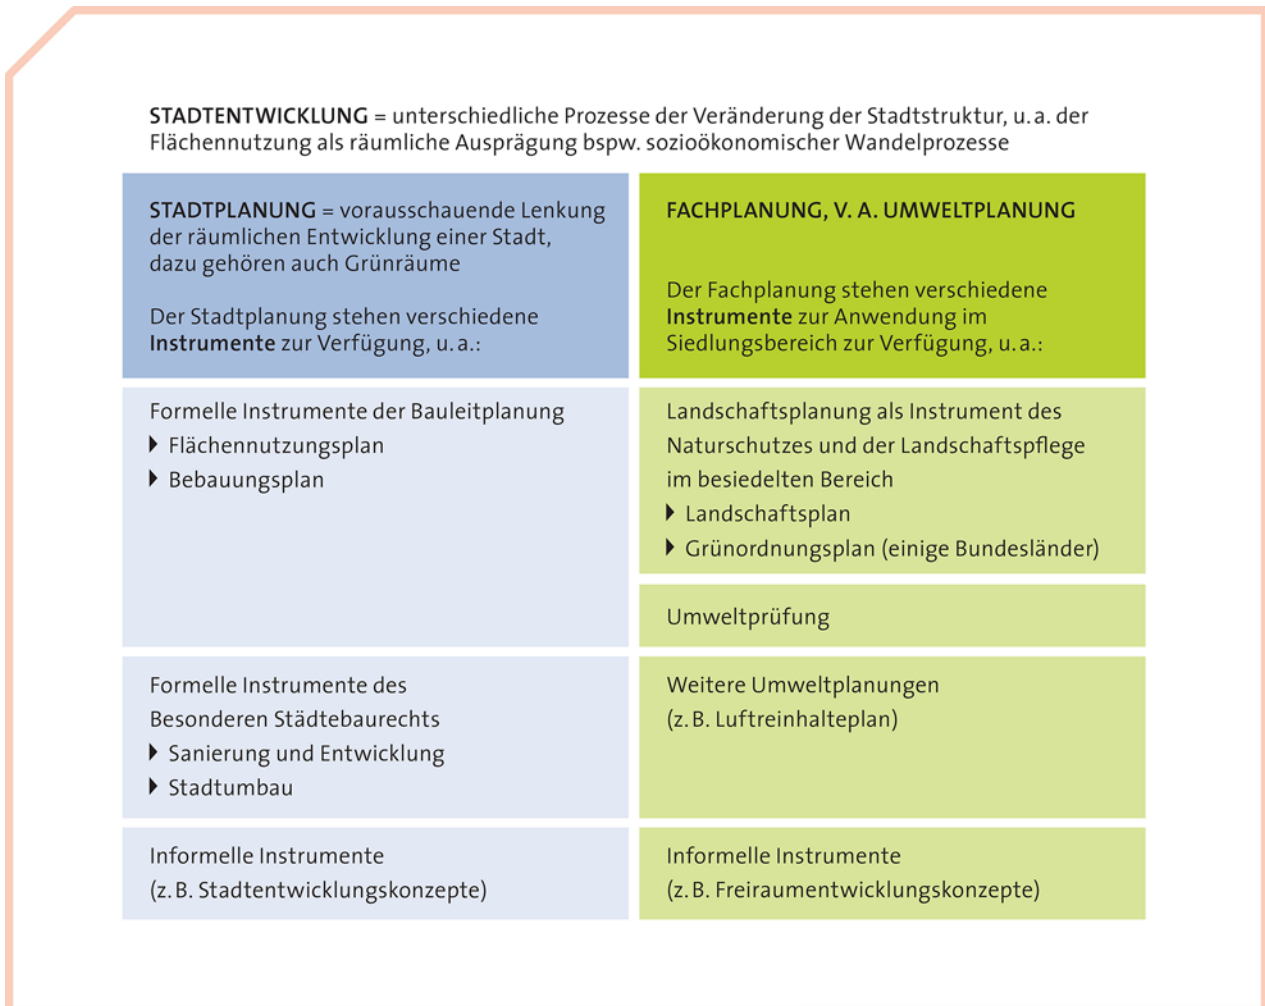 STADTENTWICKLUNG = unterschiedliche Prozesse der Veränderung der Stadtstruktur, u. a. der
Flächennutzung als räumliche Ausprägung bspw. sozioökonomischer Wandelprozesse
STADTPLANUNG = vorausschauende Lenkung
der räumlichen Entwicklung einer Stadt,
dazu gehören auch Grünräume
Der Stadtplanung stehen verschiedene
Instrumente zur Verfügung, u. a.:
FACHPLANUNG, V. A. UMWELTPLANUNG
Der Fachplanung stehen verschiedene
Instrumente zur Anwendung im
Siedlungsbereich zur Verfügung, u. a.:
Formelle Instrumente der Bauleitplanung
Flächennutzungsplan
Bebauungsplan
Landschaftsplanung als Instrument des
Naturschutzes und der Landschaftspflege
im besiedelten Bereich
Landschaftsplan
Grünordnungsplan (einige Bundesländer)
Umweltprüfung
Formelle Instrumente des
Besonderen Städtebaurechts
Sanierung und Entwicklung
Stadtumbau
Weitere Umweltplanungen
(z. B. Luftreinhalteplan)
Informelle Instrumente
(z. B. Stadtentwicklungskonzepte)
Informelle Instrumente
(z. B. Freiraumentwicklungskonzepte)